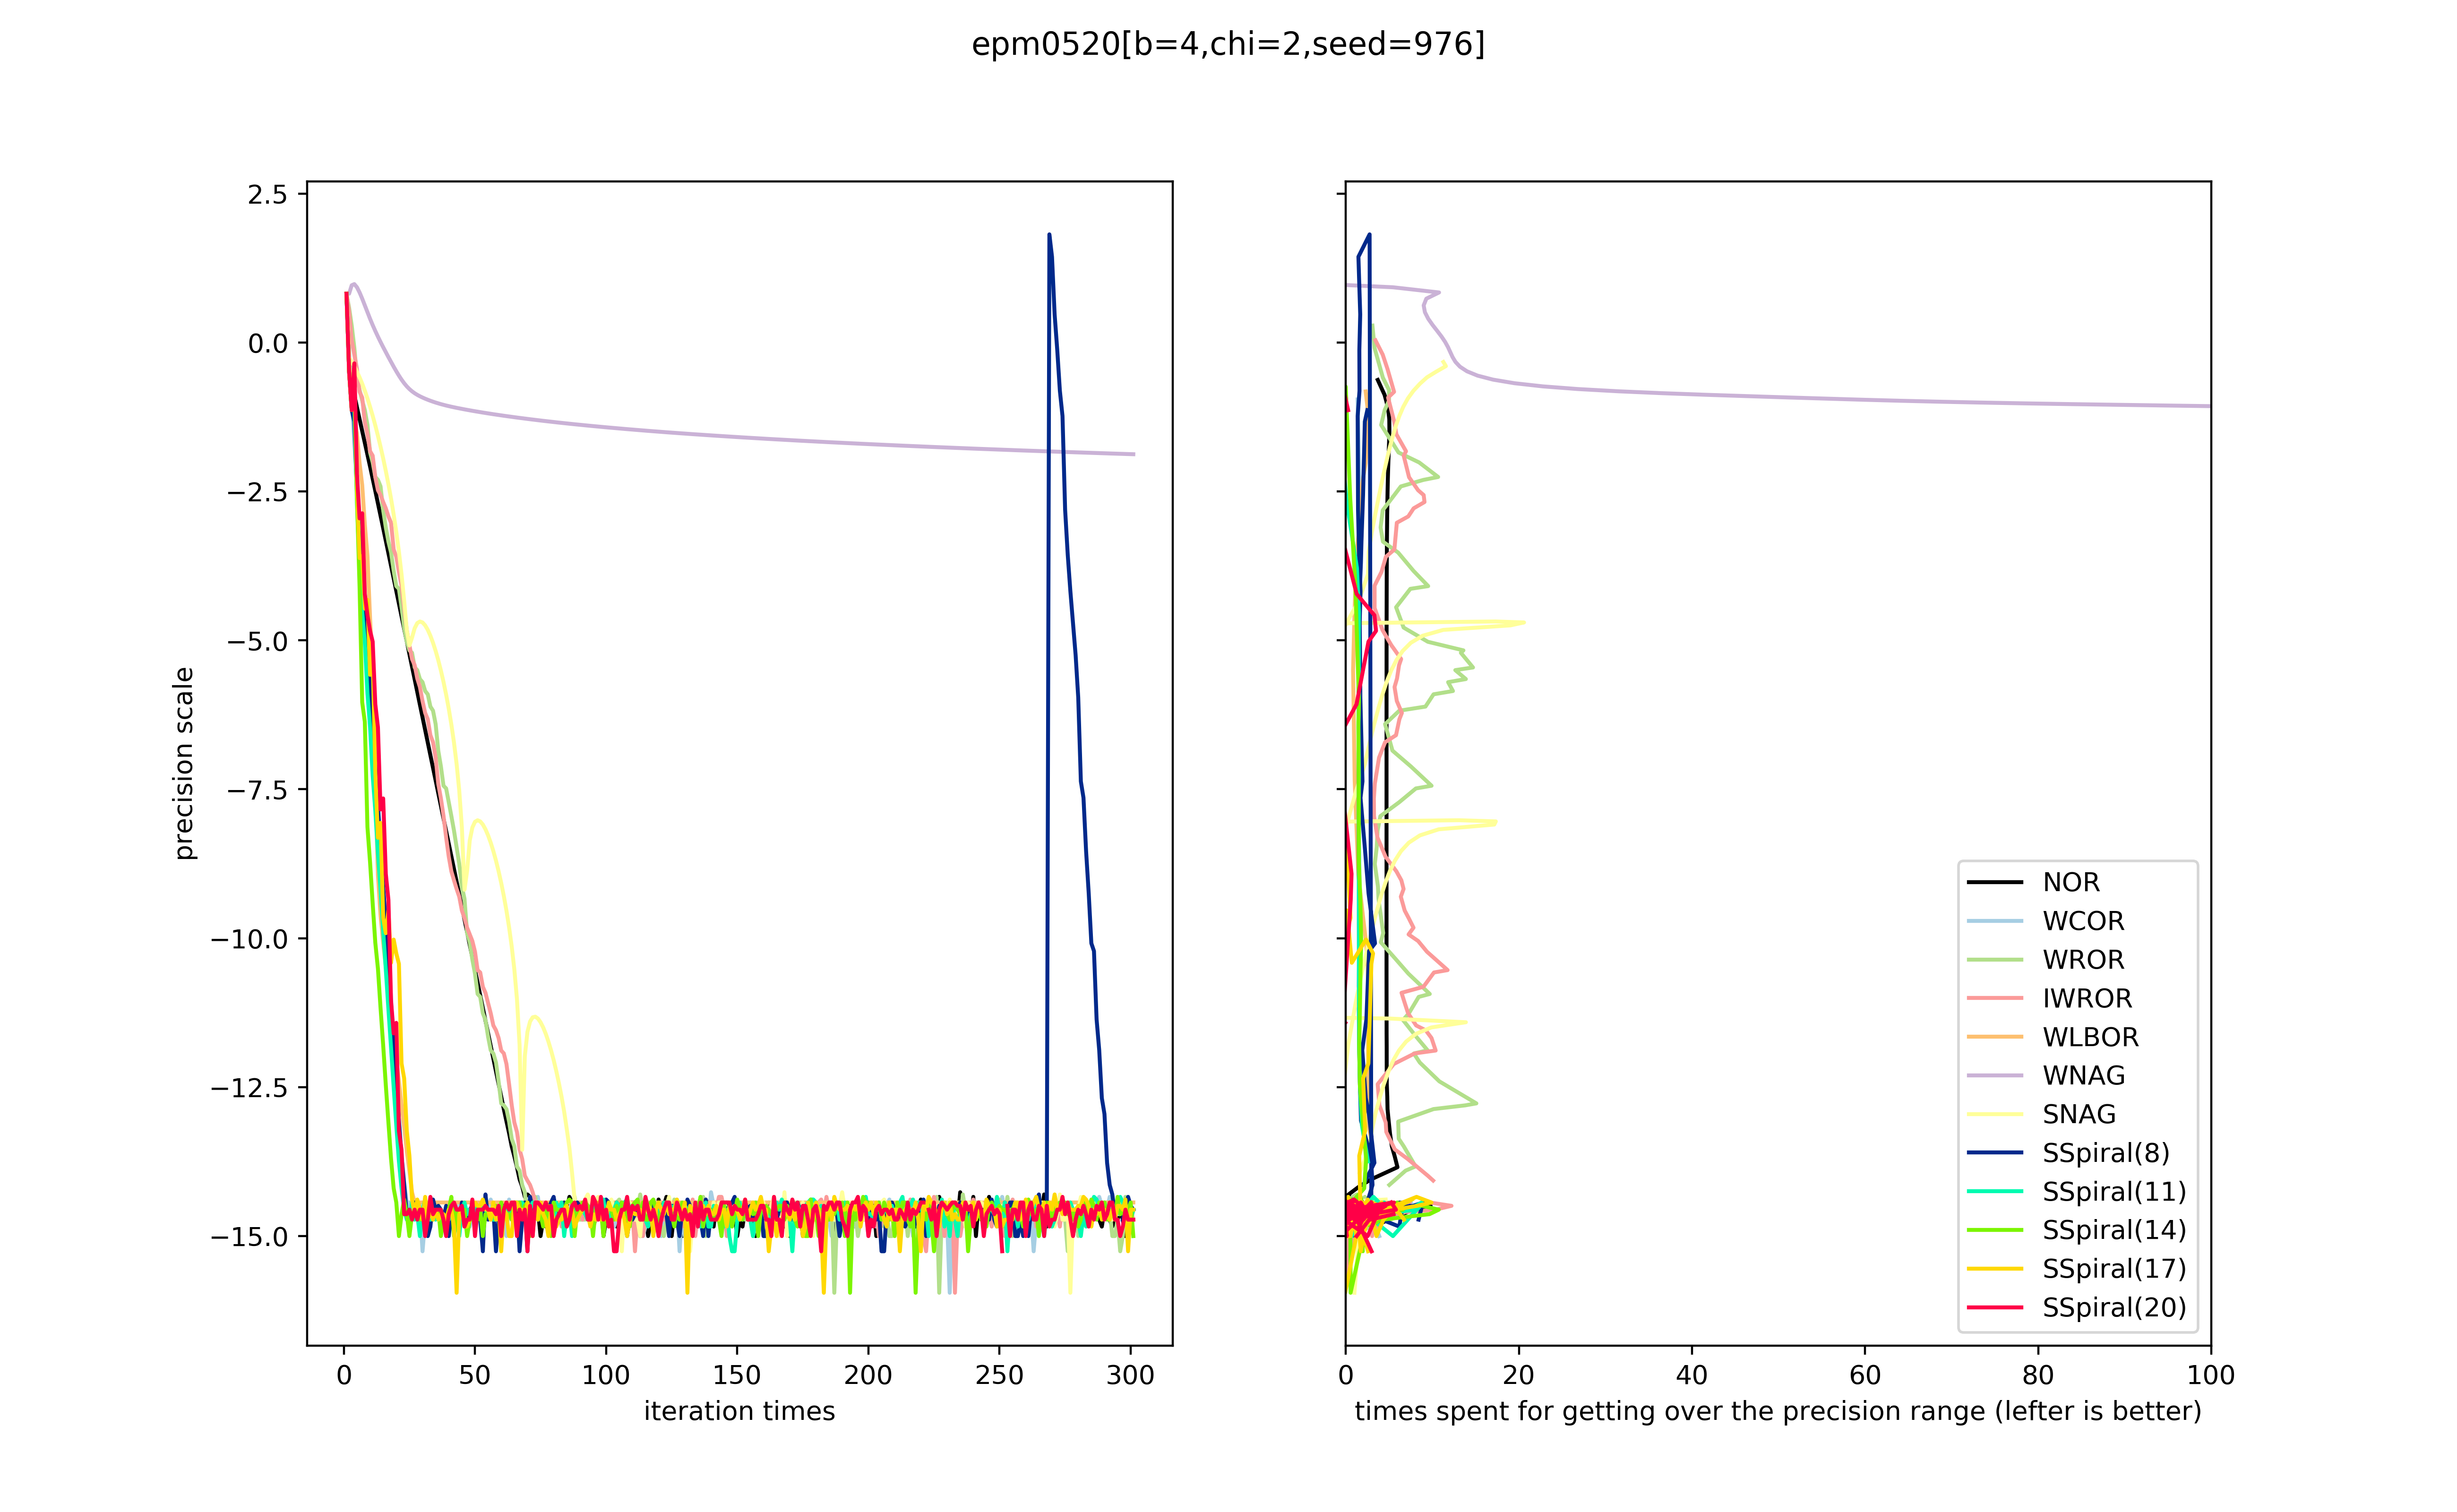 epm0520[b=4,chi=2,seed=976]
precision scale
2.5
0.0
−2.5
−5.0
−7.5
−10.0
−12.5
−15.0
0 50 100 150 200 250 300
iteration times
0 20 40 60 80 100
times spent for getting over the precision range (lefter is better)
NOR
WCOR
WROR
IWROR
WLBOR
WNAG
SNAG
SSpiral(8)
SSpiral(11)
SSpiral(14)
SSpiral(17)
SSpiral(20)